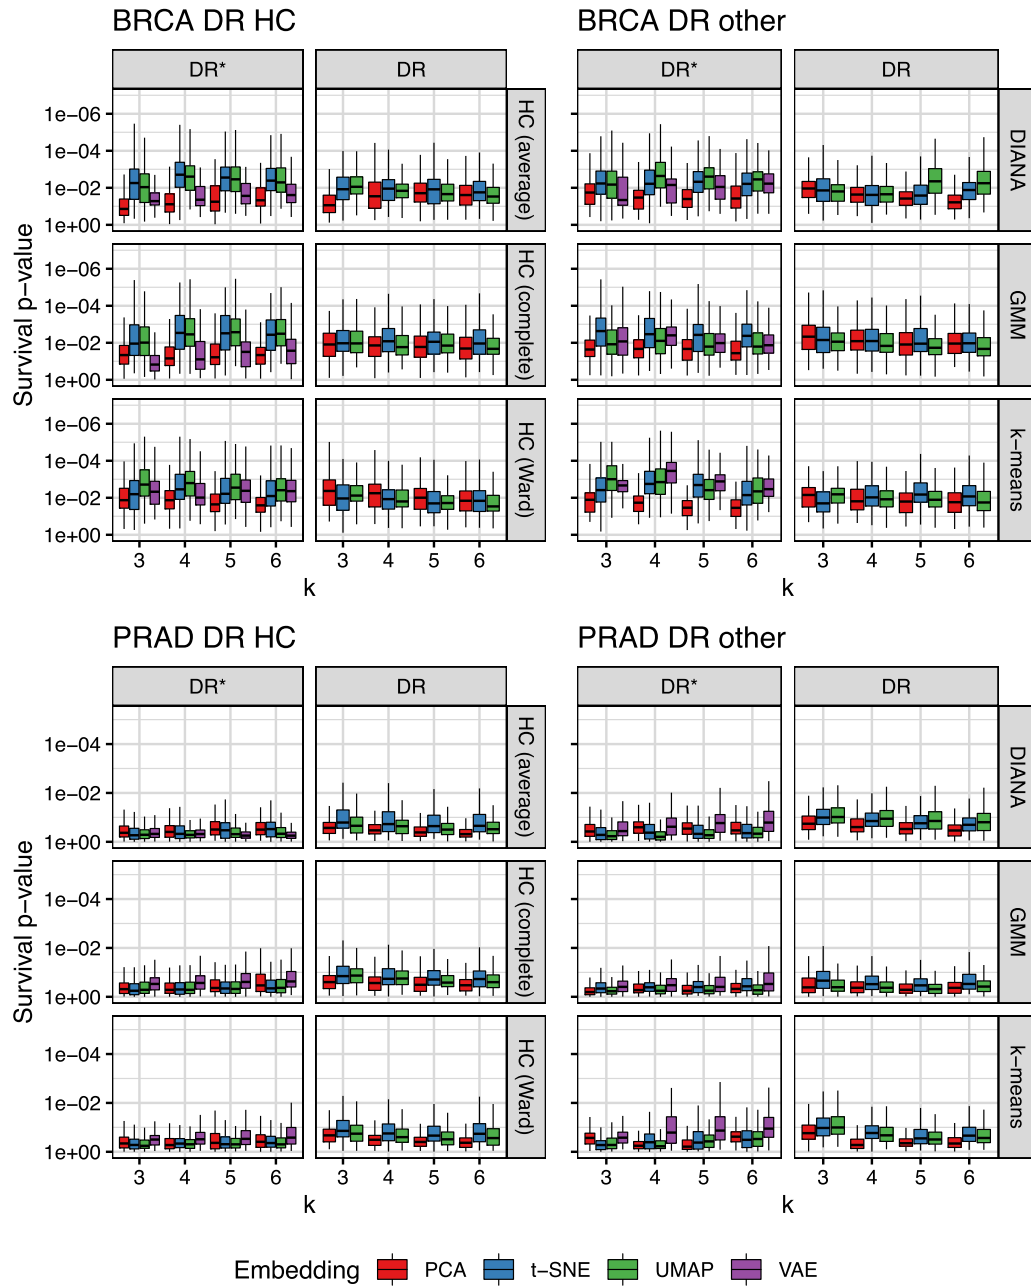 BRCA DR HC
BRCA DR other
DR*
DR
DR*
DR
1e−06
1e−04
1e−02
1e+00
HC (average)
DIANA
1e−06
1e−04
1e−02
1e+00
HC (complete)
GMM
1e−06
1e−04
1e−02
1e+00
HC (Ward)
k−means
Survival p−value
3 4 5 6
3 4 5 6
3 4 5 6
3 4 5 6
k
k
PRAD DR HC
PRAD DR other
DR*
DR
DR*
DR
1e−04
1e−02
1e+00
HC (average)
DIANA
1e−04
1e−02
1e+00
HC (complete)
GMM
1e−04
1e−02
1e+00
HC (Ward)
k−means
Survival p−value
3 4 5 6
3 4 5 6
3 4 5 6
3 4 5 6
k
k
Embedding PCA t−SNE UMAP VAE